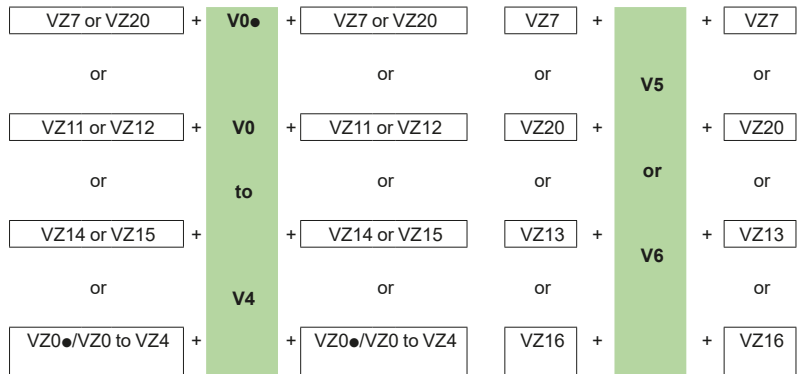 VZ7 or VZ20 + V0● + VZ7 or VZ20 VZ7 + + VZ7
or or or or
V5
VZ11 or VZ12 + V0 + VZ11 or VZ12 VZ20 + + VZ20
or to or or or or
VZ14 or VZ15 + + VZ14 or VZ15 VZ13 + + VZ13
V6
or V4 or or or
VZ0●/VZ0 to VZ4 + + VZ0●/VZ0 to VZ4 VZ16 + + VZ16